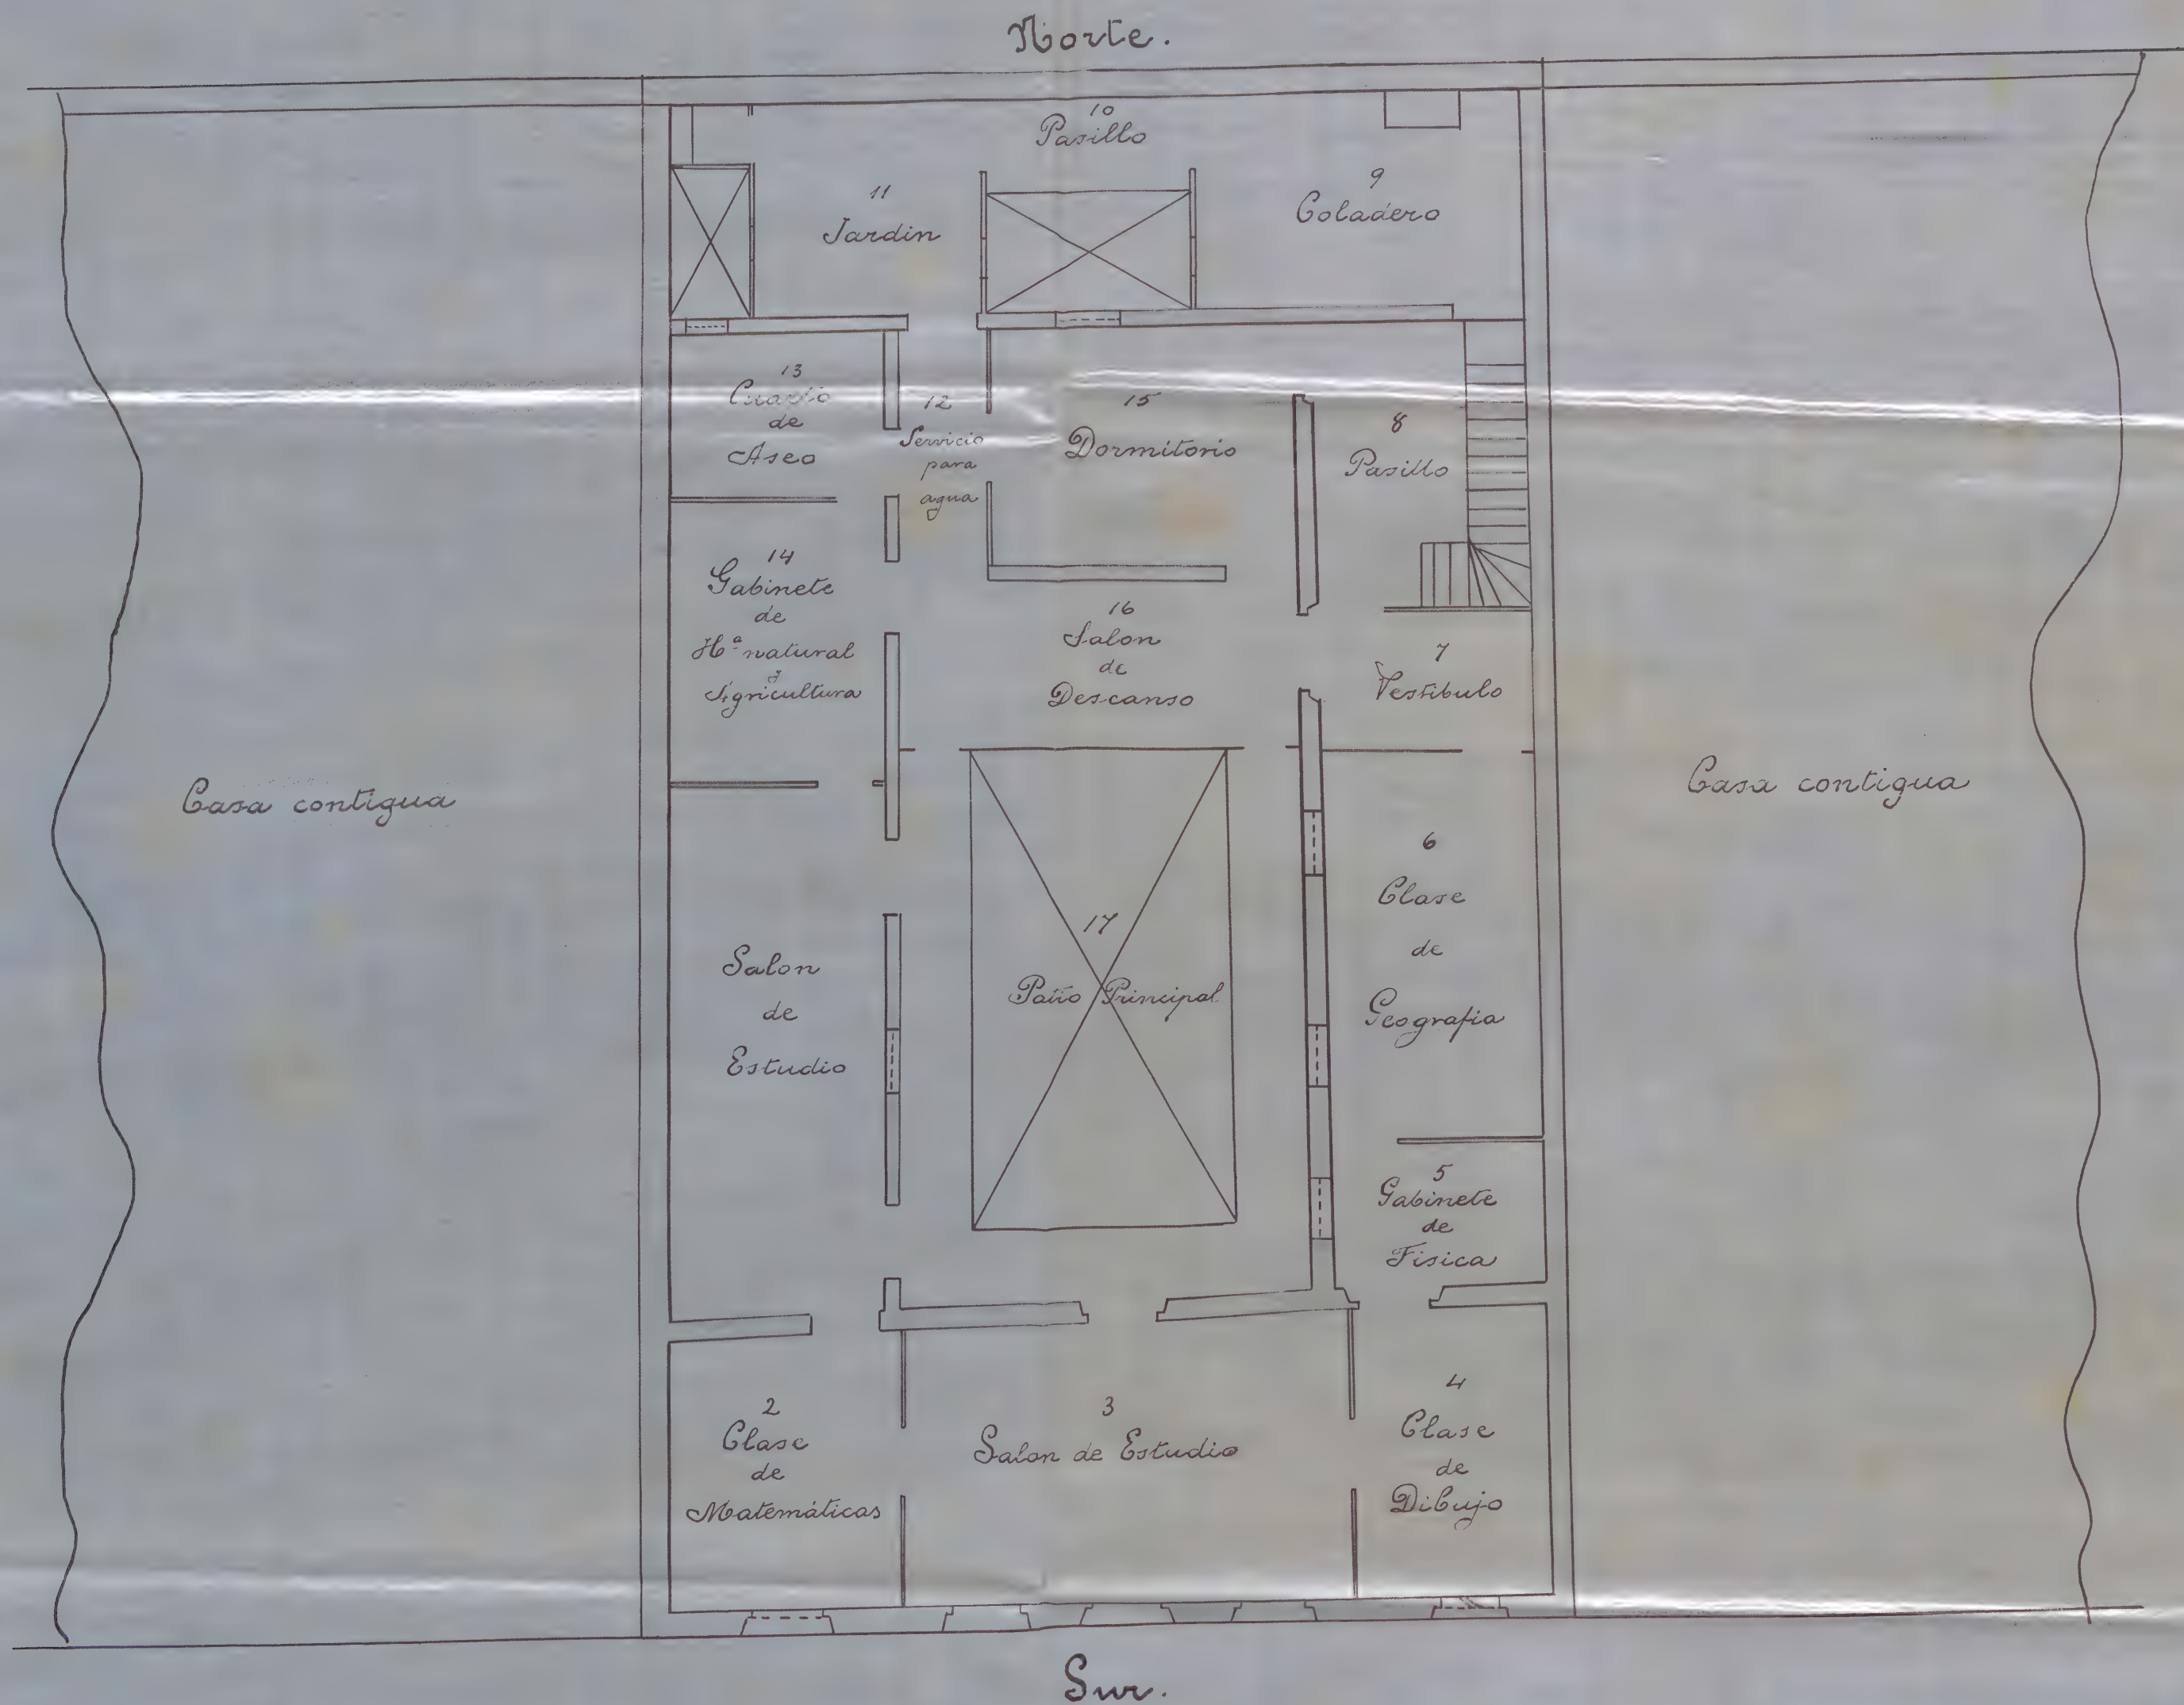 Norte.
10
Pasillo
11
Jardin
9
Coladero
13
Cuarto
de
Aseo
12
Servicio
para
agua
15
Dormitorio
8
Pasillo
14
Gabinete
de
Hª natural
y
Agricultura
16
Salon
de
Descanso
7
Vestibulo
Casa contigua
Casa contigua
6
Clase
de
Geografia
17
Patio Principal
Salon
de
Estudio
5
Gabinete
de
Fisica
2
Clase
de
Matemáticas
3
Salon de Estudio
4
Clase
de
Dibujo
Sur.